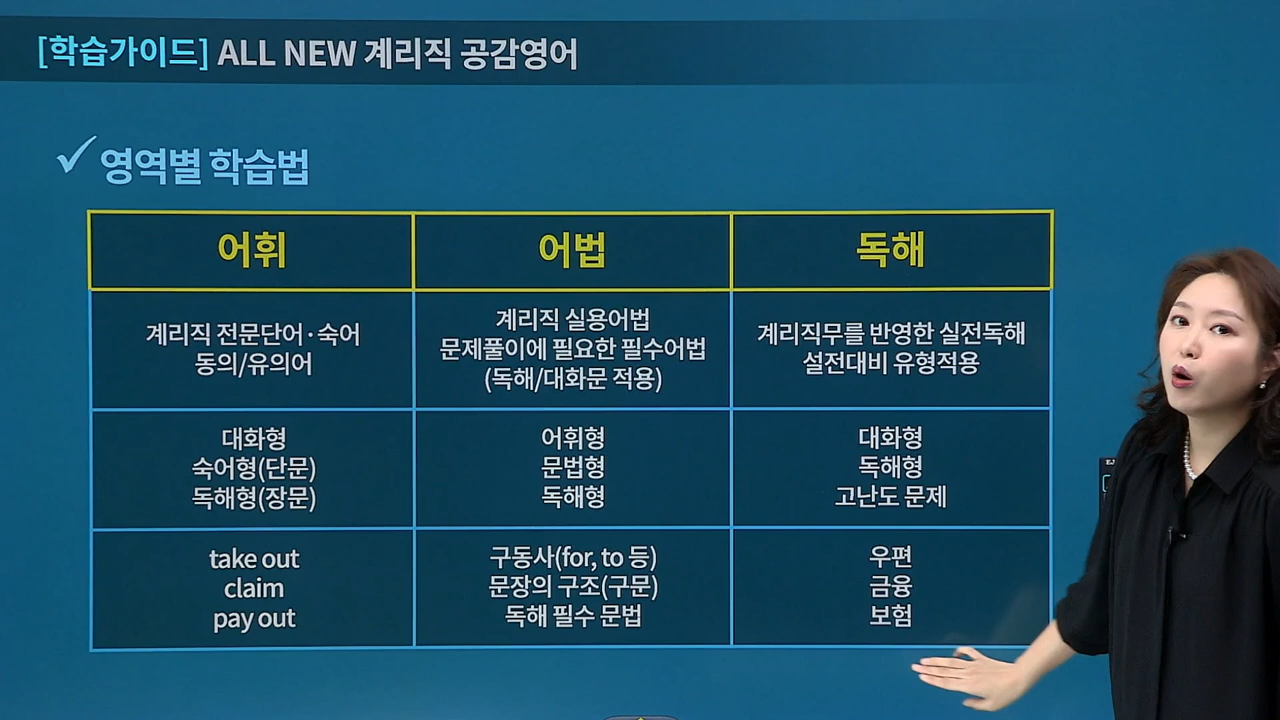 [학습가이드] ALL NEW 계리직 공감영어
영역별 학습법
어휘
어법
독해
계리직 전문단어·숙어
동의/유의어
계리직 실용어법
문제풀이에 필요한 필수어법
(독해/대화문 적용)
계리직무를 반영한 실전독해
설전대비 유형적용
대화형
숙어형(단문)
독해형(장문)
어휘형
문법형
독해형
대화형
독해형
고난도 문제
take out
claim
pay out
구동사(for, to 등)
문장의 구조(구문)
독해 필수 문법
우편
금융
보험